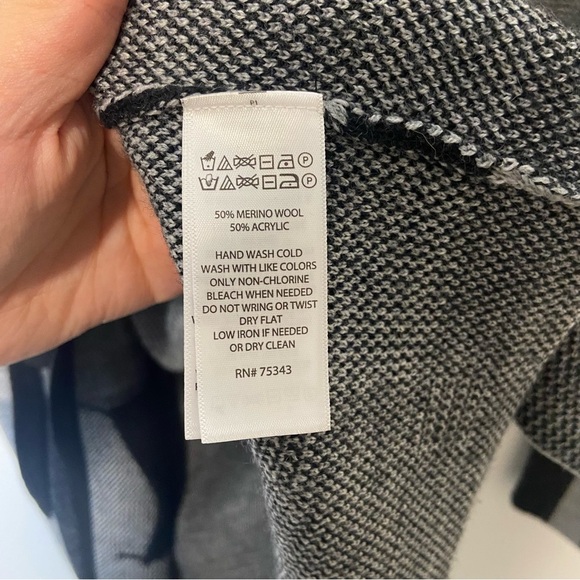 50% MERINO WOOL
50% ACRYLIC
HAND WASH COLD
WASH WITH LIKE COLORS
ONLY NON-CHLORINE
BLEACH WHEN NEEDED
DO NOT WRING OR TWIST
DRY FLAT
LOW IRON IF NEEDED
OR DRY CLEAN
RN# 75343